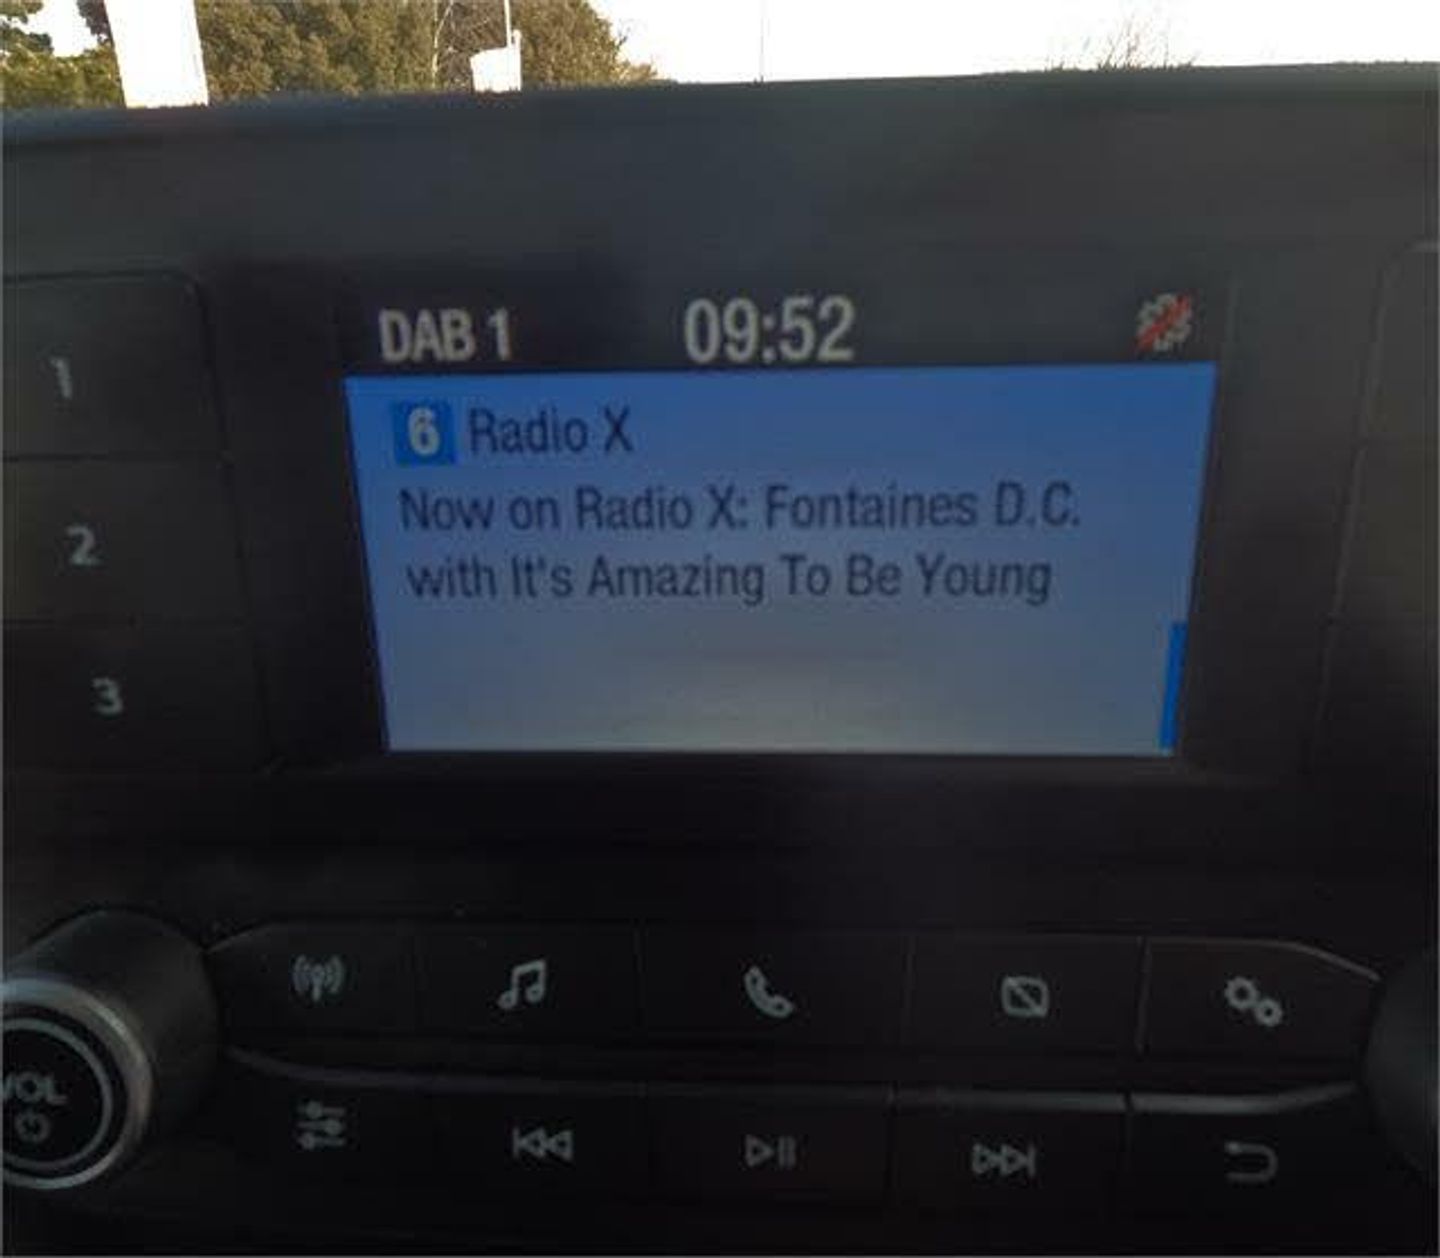 DAB 1 09:52
6 Radio X
Now on Radio X: Fontaines D.C.
with It's Amazing To Be Young
1
2
3
VOL